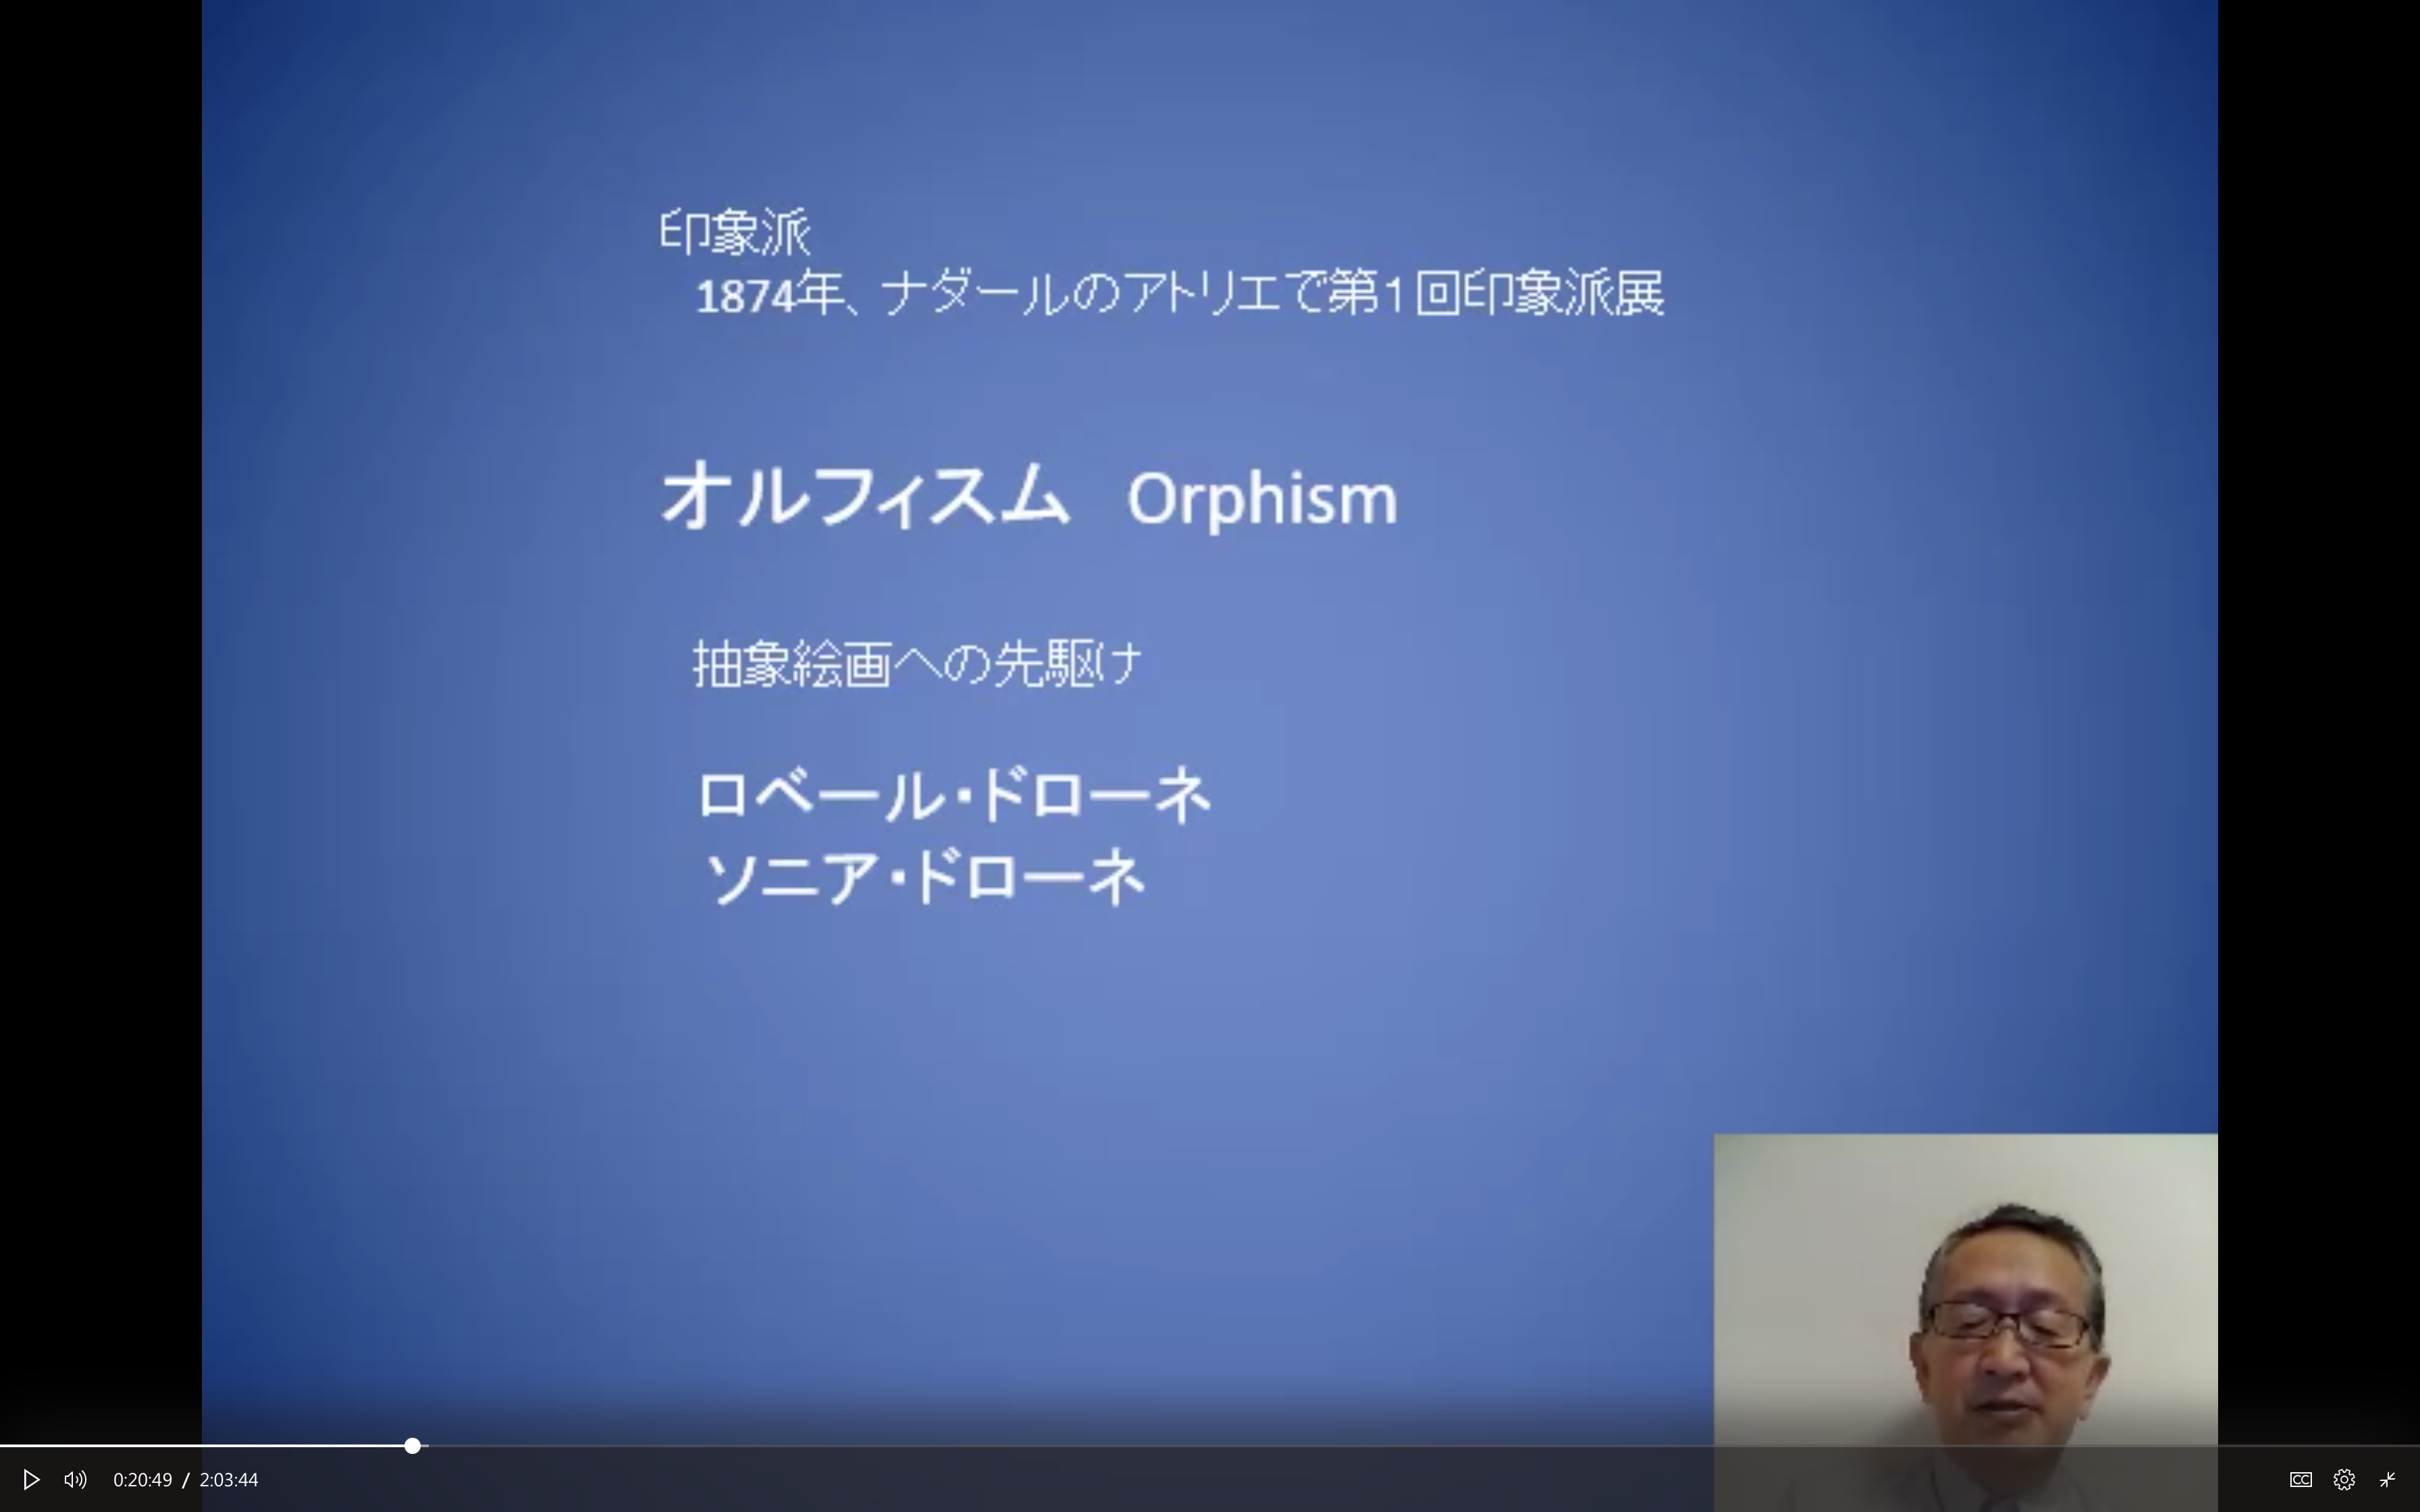 印象派
1874年、ナダールのアトリエで第1回印象派展
オルフィスム Orphism
抽象絵画への先駆け
ロベール・ドローネ
ソニア・ドローネ
0:20:49 / 2:03:44
CC